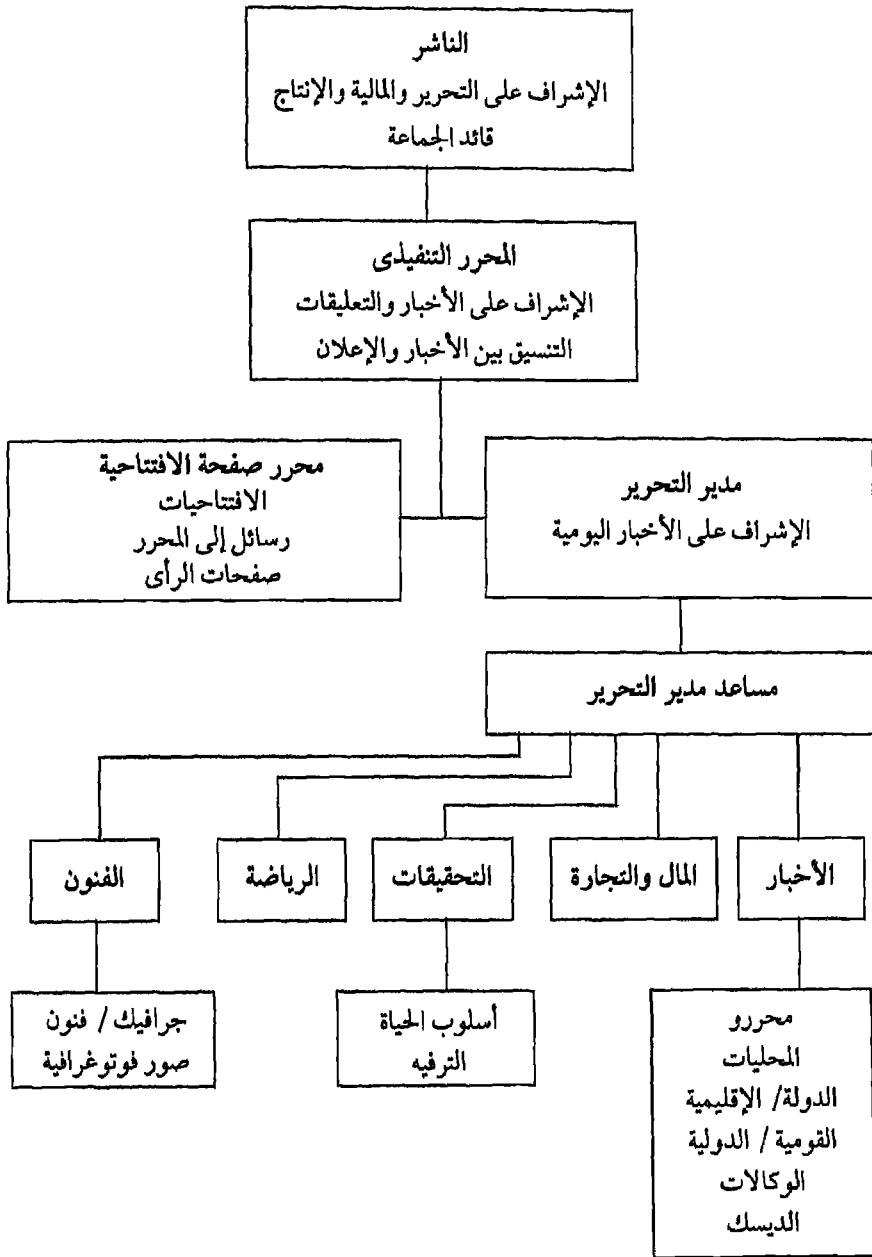 الناشر
الإشراف على التحرير والمالية والإنتاج
قائد الجماعة
المحرر التنفيذى
الإشراف على الأخبار والتعليقات
التنسيق بين الأخبار والإعلان
مدير التحرير
الإشراف على الأخبار اليومية
محرر صفحة الافتتاحية
الافتتاحيات
رسائل إلى المحرر
صفحات الرأى
مساعد مدير التحرير
الأخبار
المال والتجارة
التحقيقات
الرياضة
الفنون
محررو
المحليات
الدولة/ الإقليمية
القومية / الدولية
الوكالات
الديسك
أسلوب الحياة
الترفيه
جرافيك / فنون
صور فوتوغرافية